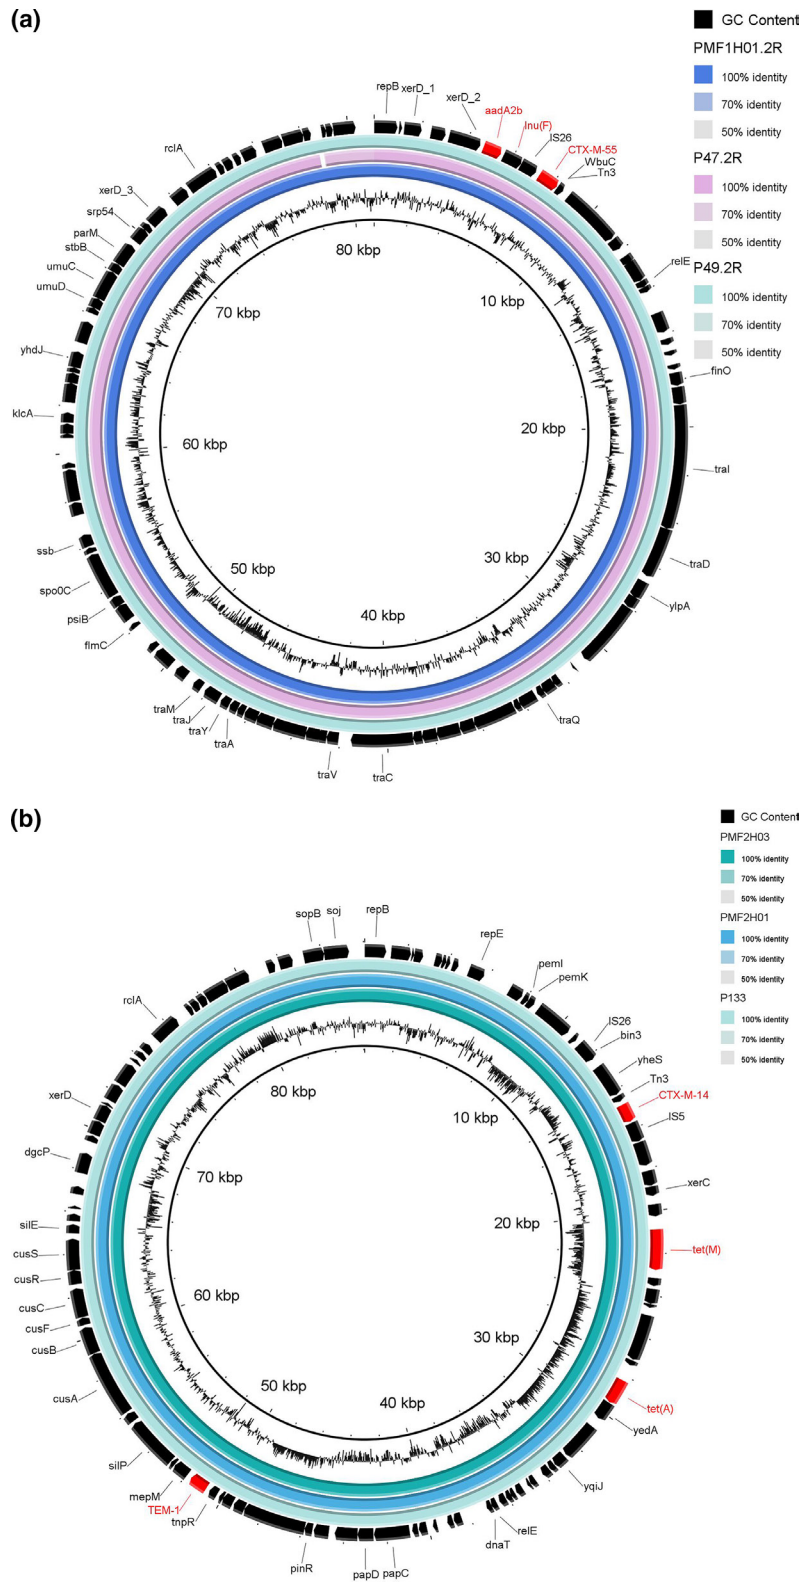 (a)
GC Content
PMF1H01.2R
100% identity
70% identity
50% identity
P47.2R
100% identity
70% identity
50% identity
P49.2R
100% identity
70% identity
50% identity
repB
xerD_1
xerD_2
aadA2b
lnu(F)
IS26
CTX-M-55
WbuC
Tn3
relE
finO
traI
traD
ylpA
traQ
traC
traV
traA
traY
traJ
traM
flmC
psiB
spo0C
ssb
klcA
yhdJ
umuD
umuC
stbB
parM
srp54
xerD_3
rclA
10 kbp
20 kbp
30 kbp
40 kbp
50 kbp
60 kbp
70 kbp
80 kbp
(b)
GC Content
PMF2H03
100% identity
70% identity
50% identity
PMF2H01
100% identity
70% identity
50% identity
P133
100% identity
70% identity
50% identity
repB
repE
pemI
pemK
IS26
bin3
yheS
Tn3
CTX-M-14
IS5
xerC
tet(M)
tet(A)
yedA
yqiJ
relE
dnaT
papC
papD
pinR
tnpR
TEM-1
mepM
silP
cusA
cusB
cusF
cusC
cusR
cusS
silE
dgcP
xerD
rclA
sopB
soj
10 kbp
20 kbp
30 kbp
40 kbp
50 kbp
60 kbp
70 kbp
80 kbp